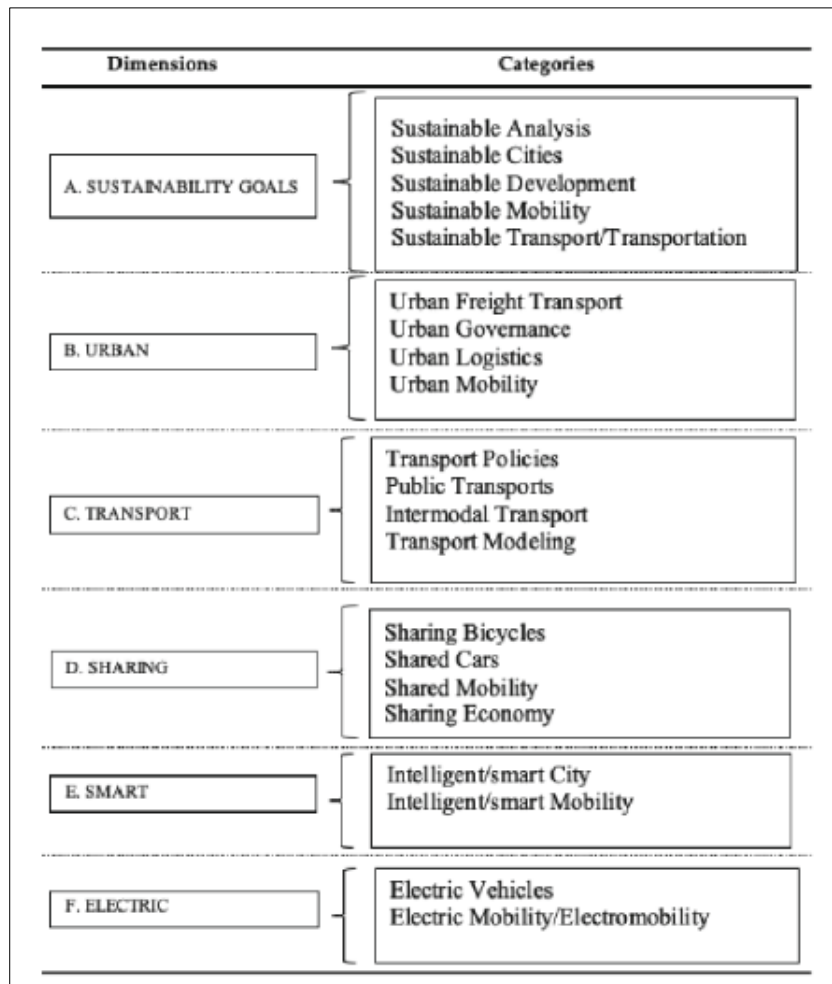 Dimensions Categories
A. SUSTAINABILITY GOALS
Sustainable Analysis
Sustainable Cities
Sustainable Development
Sustainable Mobility
Sustainable Transport/Transportation
B. URBAN
Urban Freight Transport
Urban Governance
Urban Logistics
Urban Mobility
C. TRANSPORT
Transport Policies
Public Transports
Intermodal Transport
Transport Modeling
D. SHARING
Sharing Bicycles
Shared Cars
Shared Mobility
Sharing Economy
E. SMART
Intelligent/smart City
Intelligent/smart Mobility
F. ELECTRIC
Electric Vehicles
Electric Mobility/Electromobility